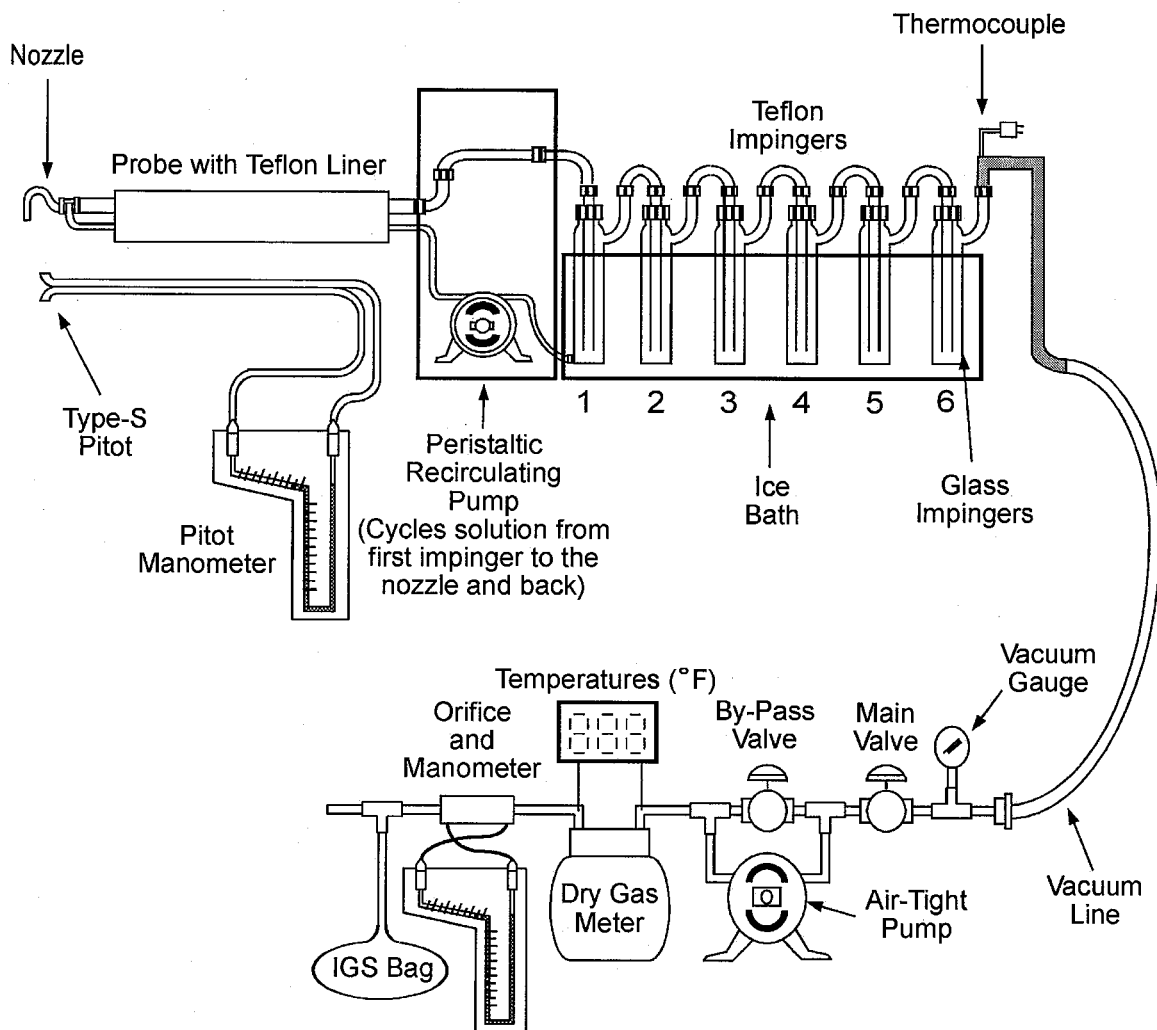 Nozzle
Thermocouple
Teflon
Impingers
Probe with Teflon Liner
1 2 3 4 5 6
Type-S
Pitot
Peristaltic
Recirculating
Pump
(Cycles solution from
first impinger to the
nozzle and back)
Ice
Bath
Glass
Impingers
Pitot
Manometer
Temperatures (°F)
Vacuum
Gauge
Orifice
and
Manometer
By-Pass
Valve
Main
Valve
Dry Gas
Meter
Air-Tight
Pump
Vacuum
Line
IGS Bag